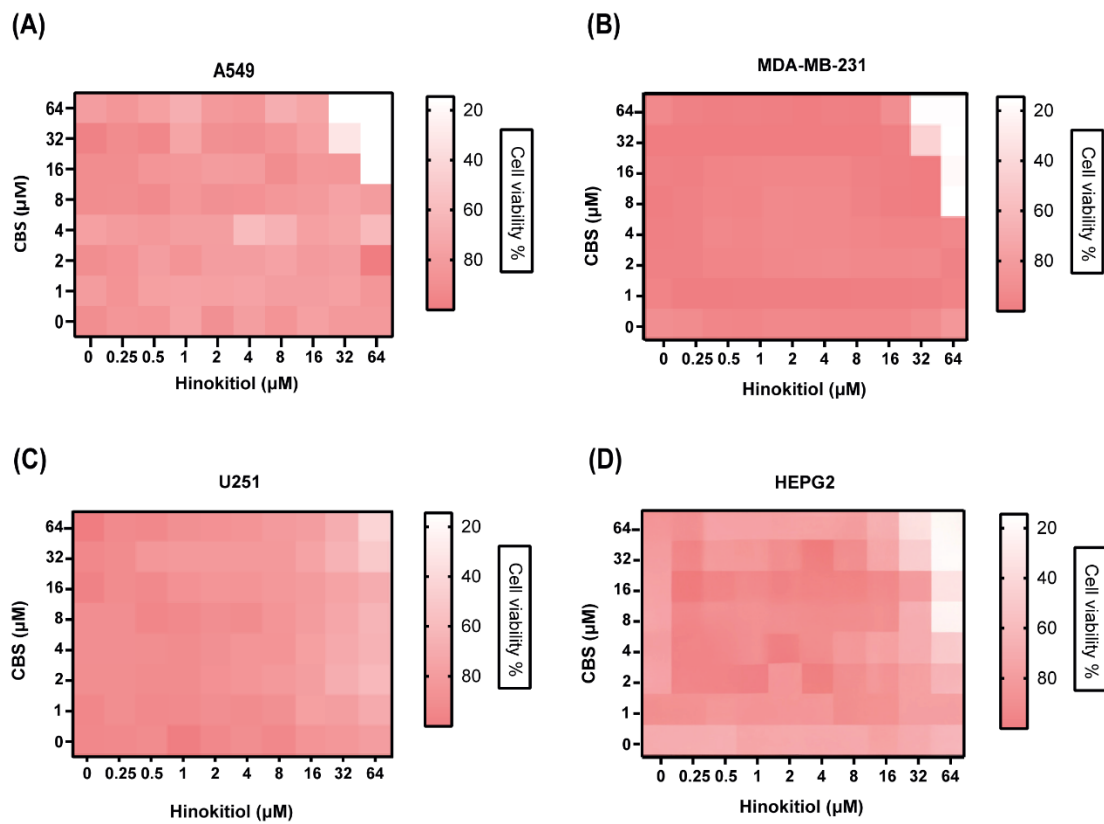 (A)
A549
64
32
16
8
4
2
1
0
CBS (µM)
0 0.25 0.5 1 2 4 8 16 32 64
Hinokitiol (µM)
20
40
60
80
Cell viability %
(B)
MDA-MB-231
64
32
16
8
4
2
1
0
CBS (µM)
0 0.25 0.5 1 2 4 8 16 32 64
Hinokitiol (µM)
20
40
60
80
Cell viability %
(C)
U251
64
32
16
8
4
2
1
0
CBS (µM)
0 0.25 0.5 1 2 4 8 16 32 64
Hinokitiol (µM)
20
40
60
80
Cell viability %
(D)
HEPG2
64
32
16
8
4
2
1
0
CBS (µM)
0 0.25 0.5 1 2 4 8 16 32 64
Hinokitiol (µM)
20
40
60
80
Cell viability %